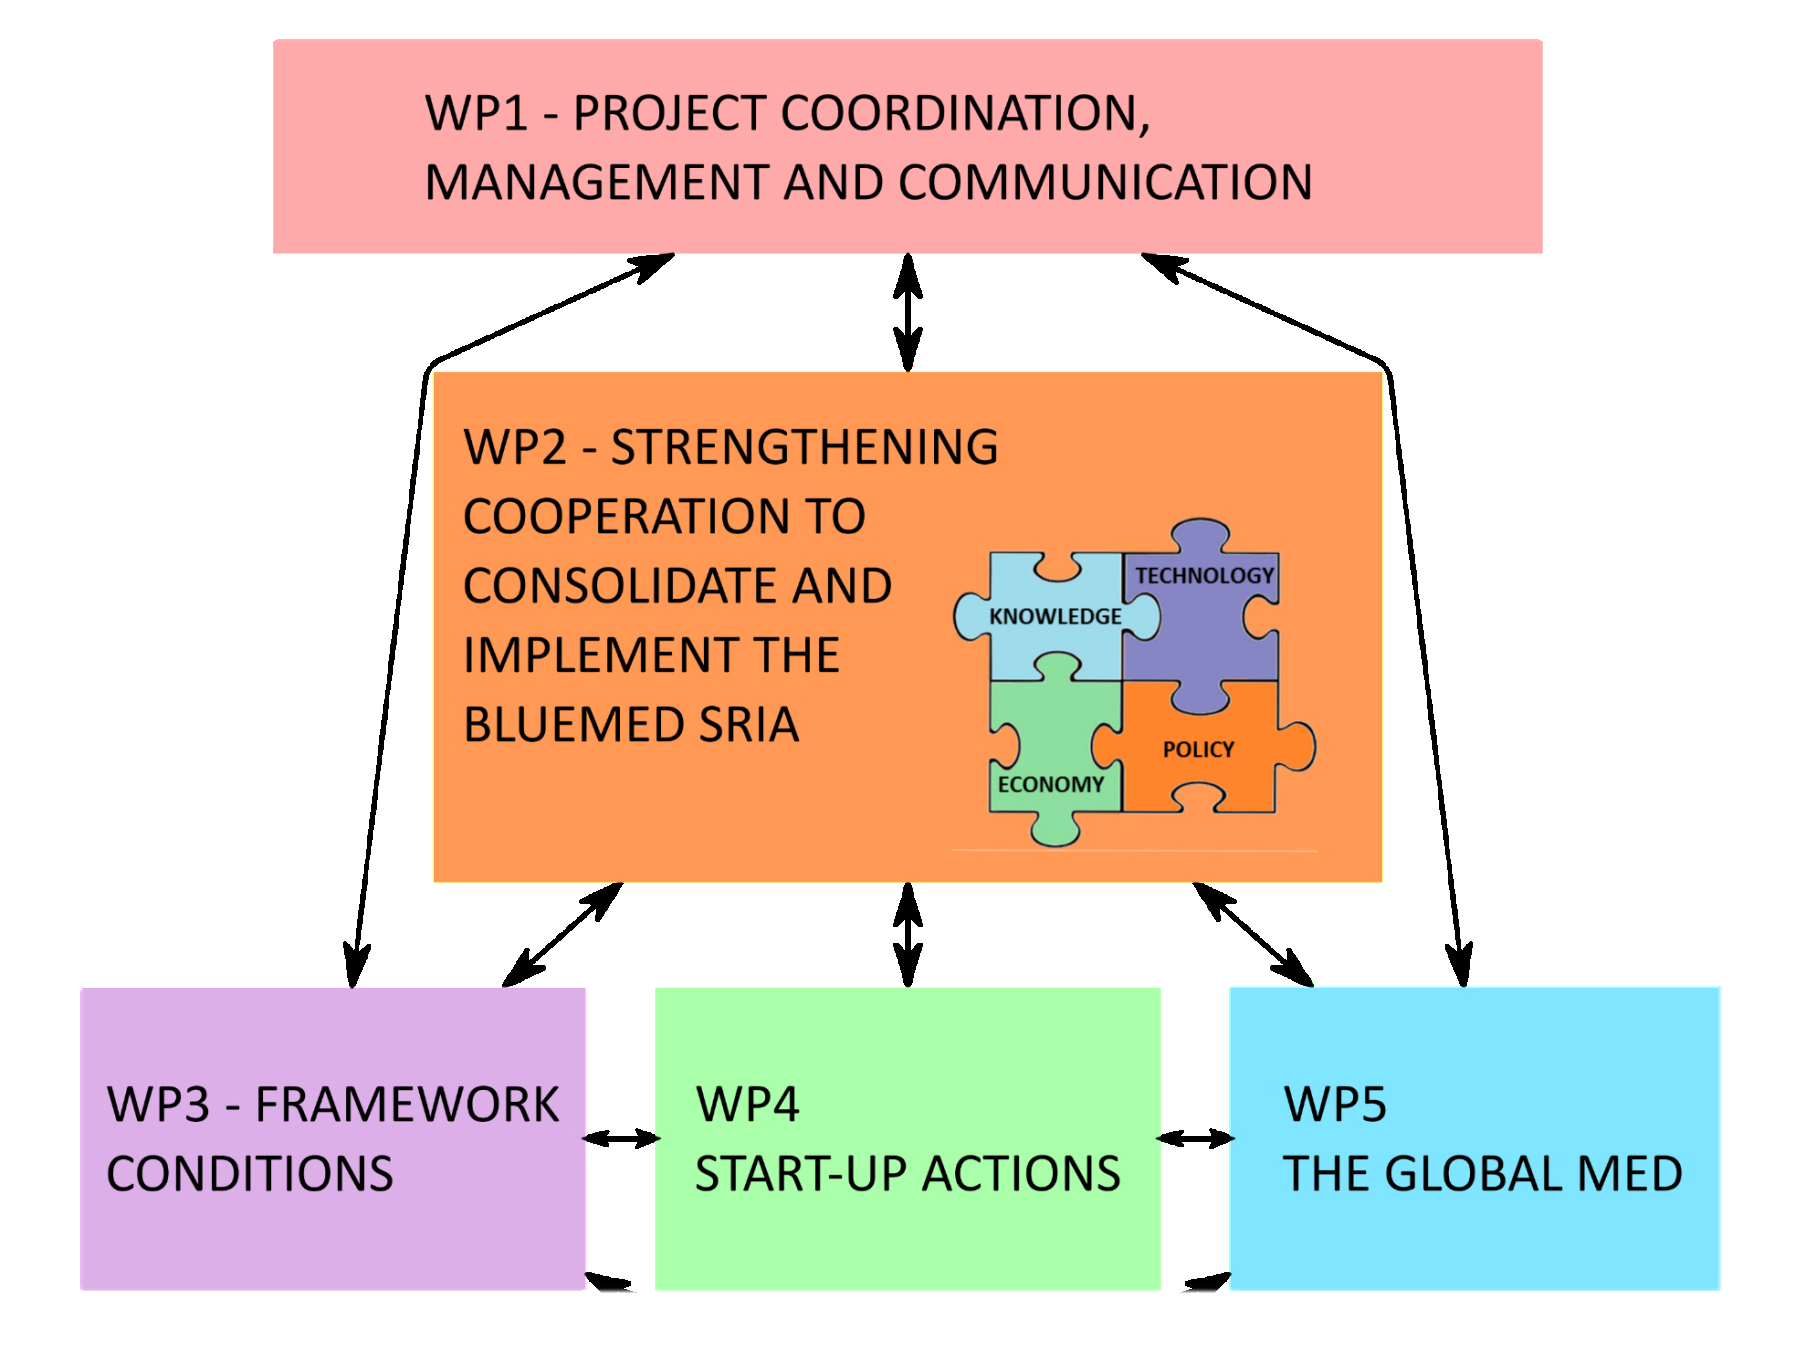 WP1 - PROJECT COORDINATION,
MANAGEMENT AND COMMUNICATION
WP2 - STRENGTHENING
COOPERATION TO
CONSOLIDATE AND
IMPLEMENT THE
BLUEMED SRIA
TECHNOLOGY
KNOWLEDGE
POLICY
ECONOMY
WP3 - FRAMEWORK
CONDITIONS
WP4
START-UP ACTIONS
WP5
THE GLOBAL MED